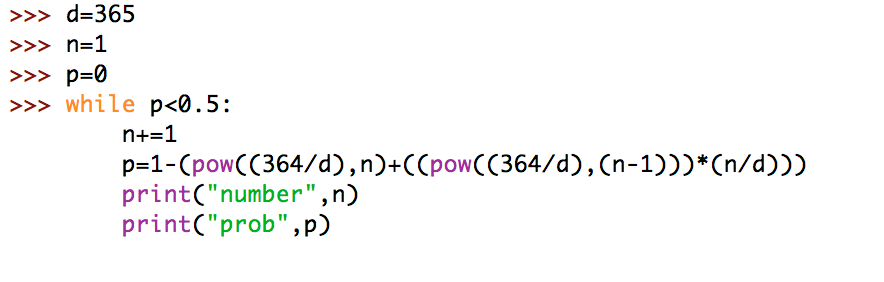 >>> d=365
>>> n=1
>>> p=0
>>> while p<0.5:
n+=1
p=1-(pow((364/d),n)+((pow((364/d),(n-1)))*(n/d)))
print("number",n)
print("prob",p)